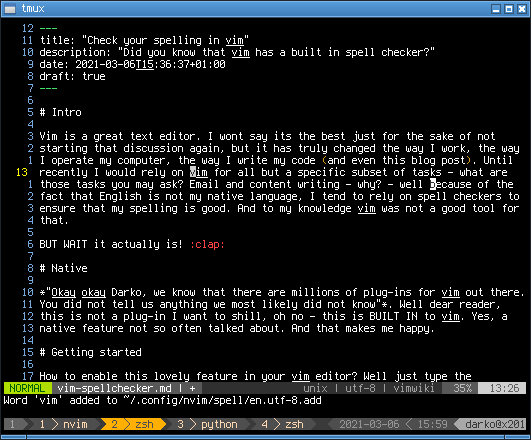 tmux
12 ---
11 title: "Check your spelling in vim"
10 description: "Did you know that vim has a built in spell checker?"
9 date: 2021-03-06T15:36:37+01:00
8 draft: true
7 ---
6
5 # Intro
4
3 Vim is a great text editor. I wont say its the best just for the sake of not
2 starting that discussion again, but it has truly changed the way I work, the way
1 I operate my computer, the way I write my code (and even this blog post). Until
13 recently I would rely on vim for all but a specific subset of tasks - what are
1 those tasks you may ask? Email and content writing - why? - well because of the
2 fact that English is not my native language, I tend to rely on spell checkers to
3 ensure that my spelling is good. And to my knowledge vim was not a good tool for
4 that.
5
6 BUT WAIT it actually is! :clap:
7
8 # Native
9
10 *"Okay okay Darko, we know that there are millions of plug-ins for vim out there.
11 You did not tell us anything we most likely did not know"*. Well dear reader,
12 this is not a plug-in I want to shill, oh no - this is BUILT IN to vim. Yes, a
13 native feature not so often talked about. And that makes me happy.
14
15 # Getting started
16
17 How to enable this lovely feature in your vim editor? Well just type the
NORMAL vim-spellchecker.md | + unix | utf-8 | vimwiki 35% 13:26
Word 'vim' added to ~/.config/nvim/spell/en.utf-8.add
1 1 nvim 2 zsh 3 python 4 zsh 2021-03-06 15:59 darko@x201